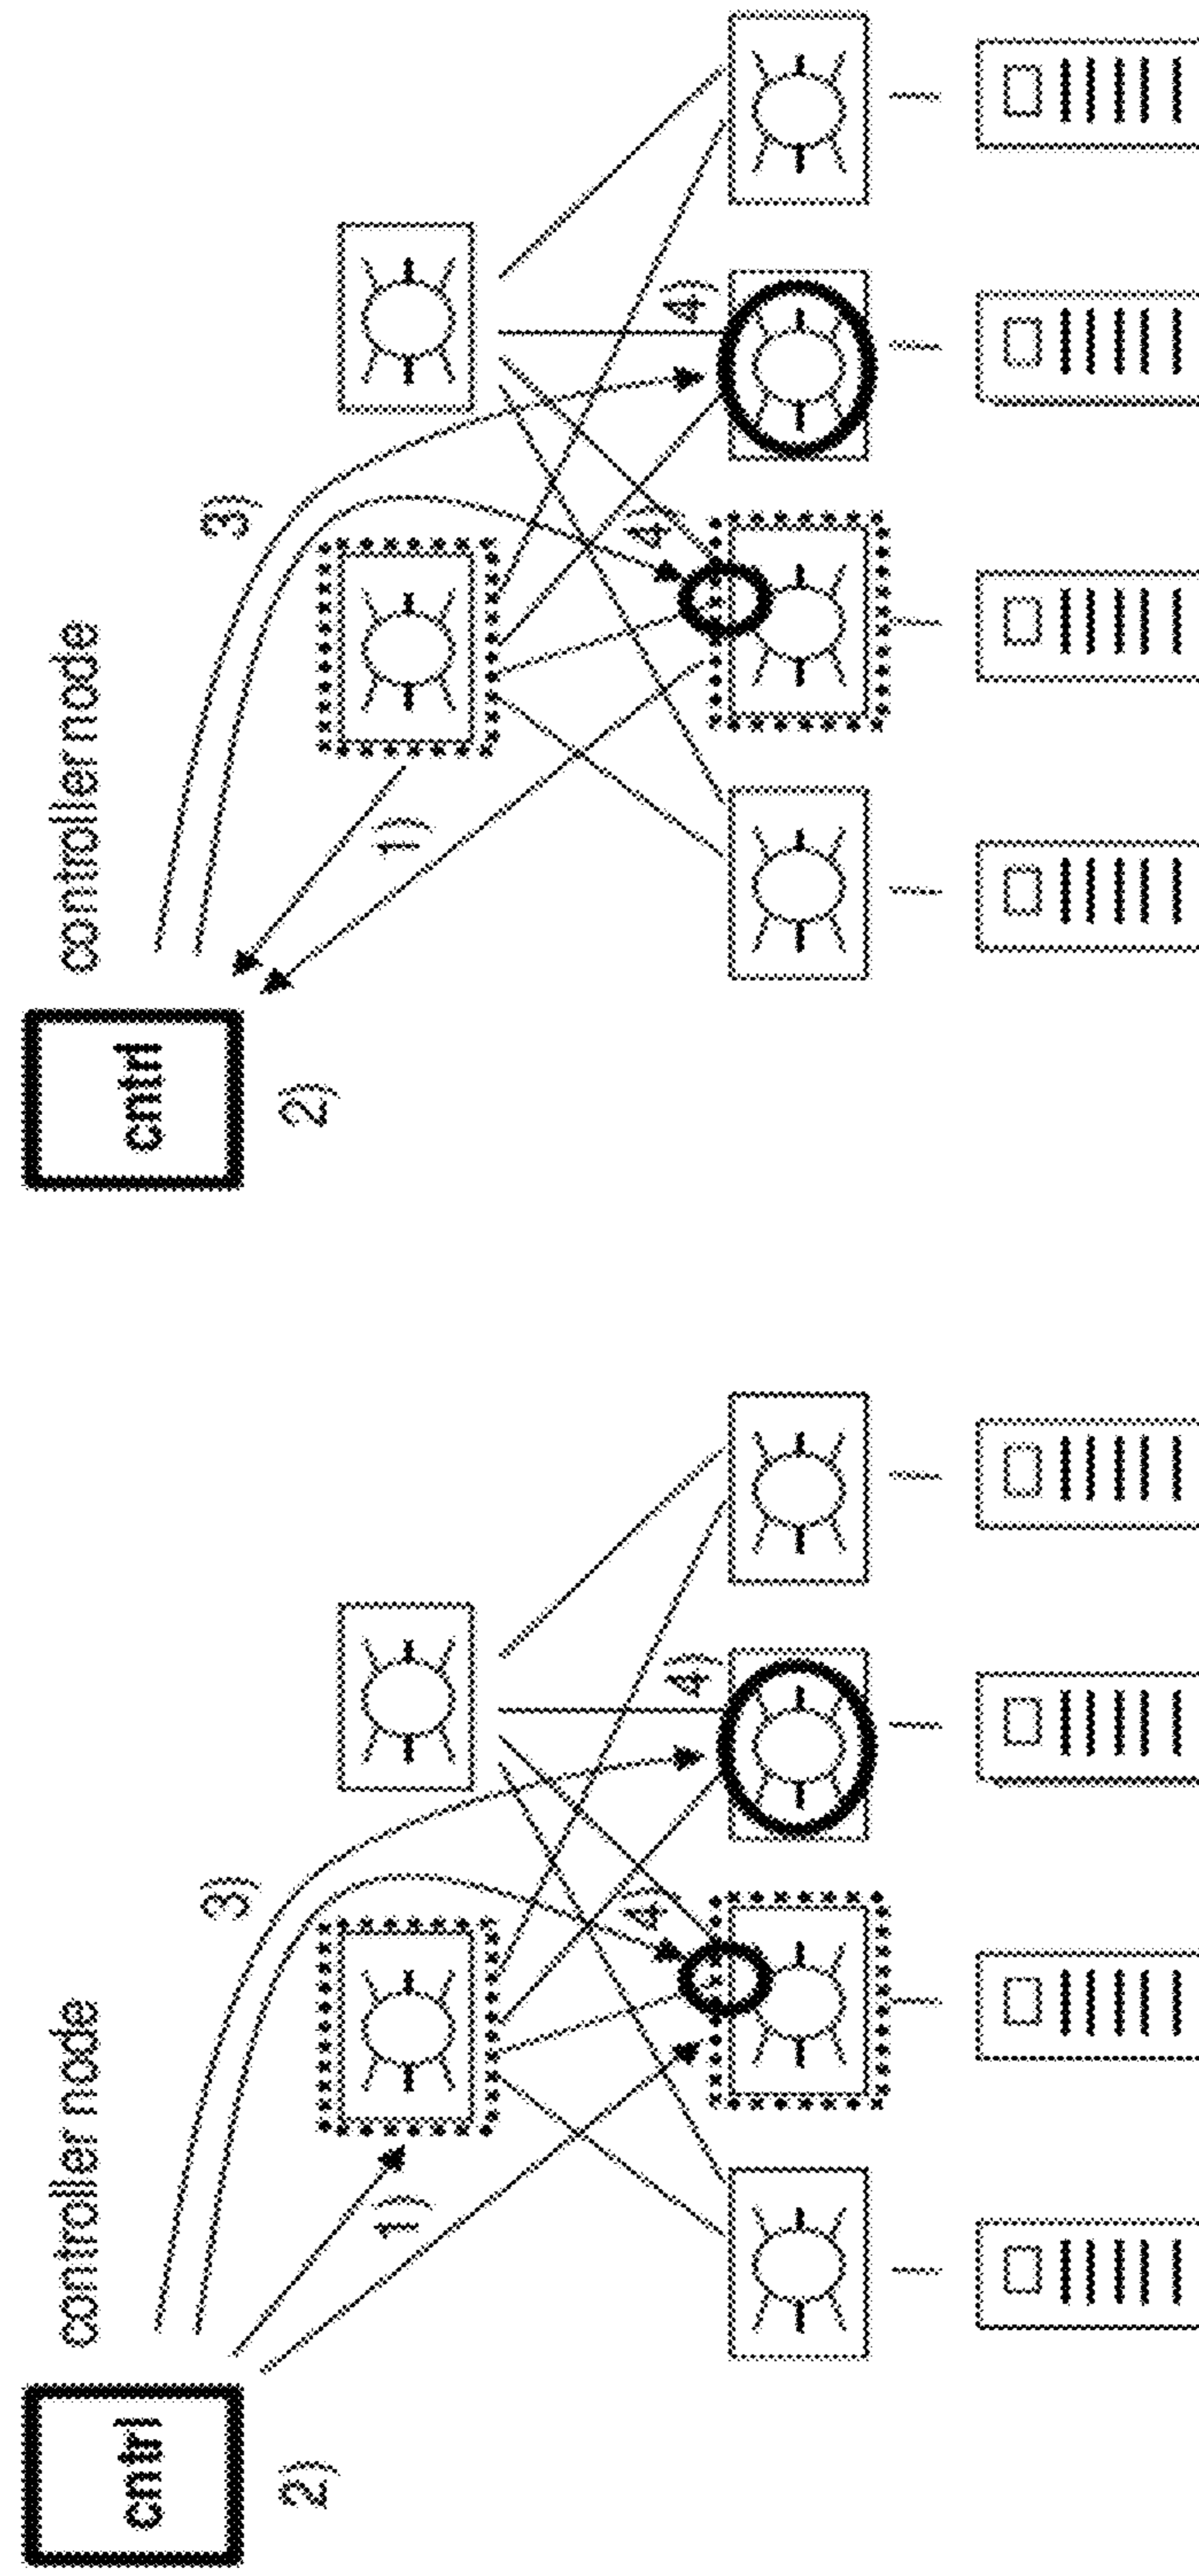 controller node
cntrl
3)
2)
1)
4)
4)
controller node
cntrl
3)
2)
1)
4)
4)